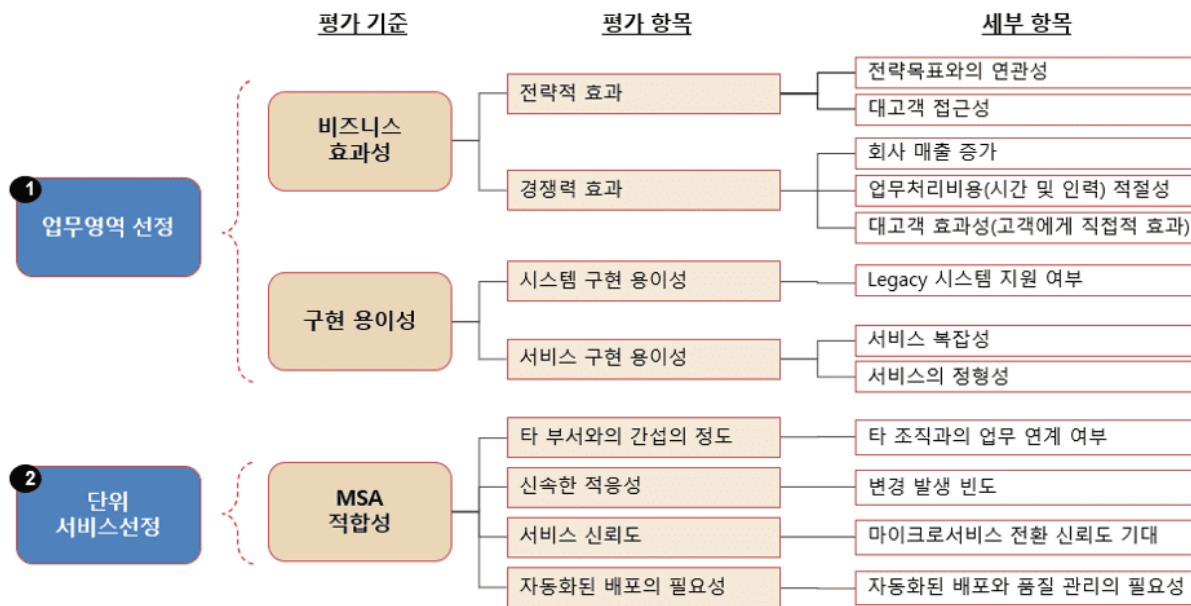 평가 기준
평가 항목
세부 항목
1
업무영역 선정
비즈니스
효과성
전략적 효과
전략목표와의 연관성
대고객 접근성
경쟁력 효과
회사 매출 증가
업무처리비용(시간 및 인력) 적절성
대고객 효과성(고객에게 직접적 효과)
구현 용이성
시스템 구현 용이성
Legacy 시스템 지원 여부
서비스 구현 용이성
서비스 복잡성
서비스의 정형성
2
단위
서비스선정
MSA
적합성
타 부서와의 간섭의 정도
타 조직과의 업무 연계 여부
신속한 적응성
변경 발생 빈도
서비스 신뢰도
마이크로서비스 전환 신뢰도 기대
자동화된 배포의 필요성
자동화된 배포와 품질 관리의 필요성